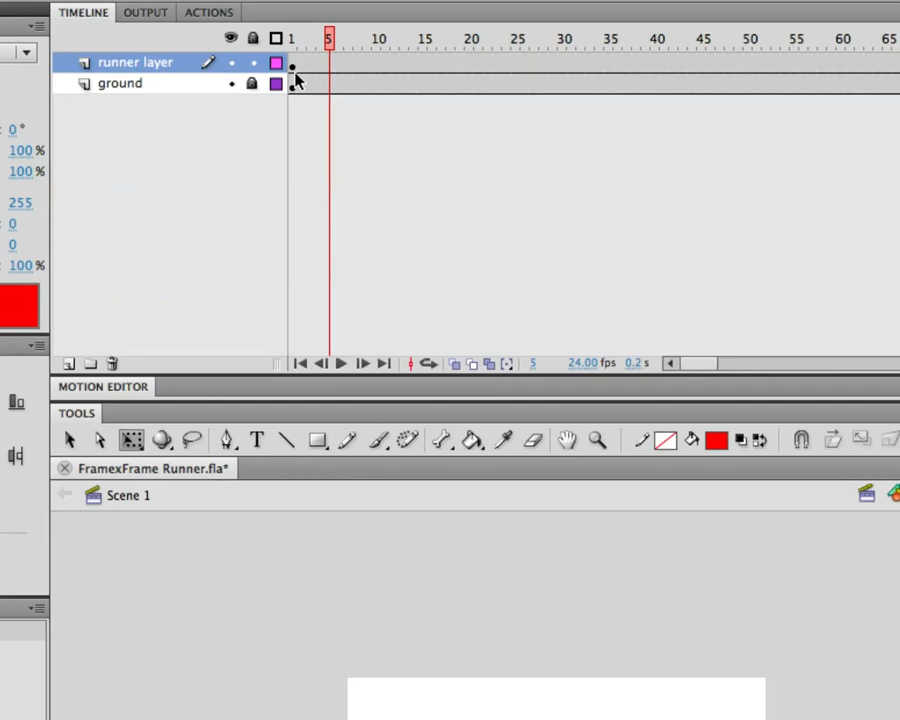 TIMELINE OUTPUT ACTIONS
1 5 10 15 20 25 30 35 40 45 50 55 60 65
runner layer
ground
: 0 °
100 %
100 %
255
: 0
0
: 100 %
5 24.00 fps 0.2 s
MOTION EDITOR
TOOLS
T
FramexFrame Runner.fla*
Scene 1